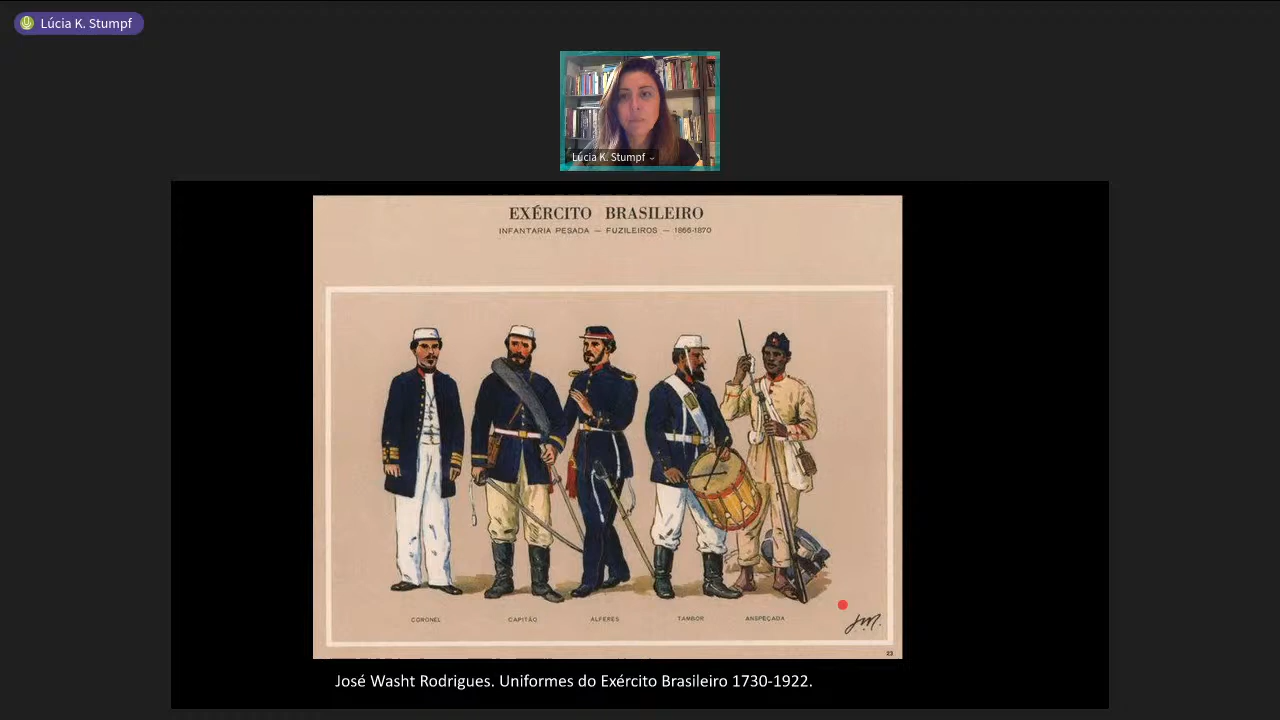 Lúcia K. Stumpf
Lúcia K. Stumpf
EXÉRCITO BRASILEIRO
INFANTARIA PESADA — FUZILEIROS — 1866-1870
CORONEL CAPITÃO ALFERES TAMBOR ANSPEÇADA
23
José Washt Rodrigues. Uniformes do Exército Brasileiro 1730-1922.